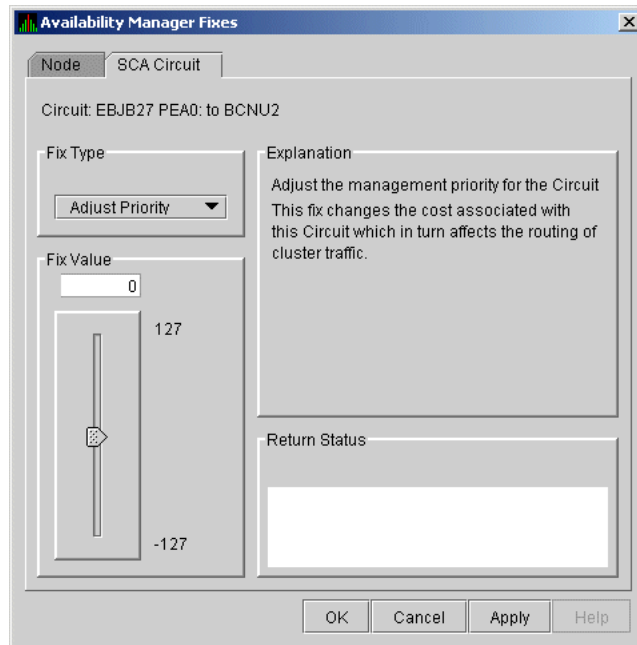 Availability Manager Fixes
Node
SCA Circuit
Circuit: EBJB27 PEA0: to BCNU2
Fix Type
Adjust Priority
Fix Value
0
127
-127
Explanation
Adjust the management priority for the Circuit
This fix changes the cost associated with
this Circuit which in turn affects the routing of
cluster traffic.
Return Status
OK
Cancel
Apply
Help